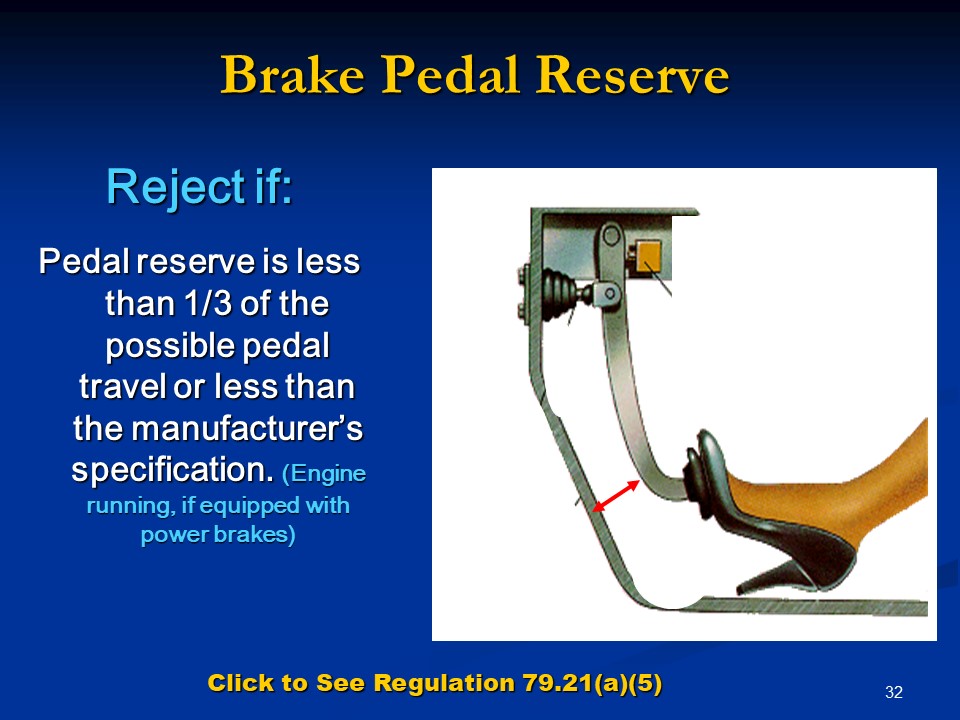 Brake Pedal Reserve
Reject if:
Pedal reserve is less
than 1/3 of the
possible pedal
travel or less than
the manufacturer’s
specification. (Engine
running, if equipped with
power brakes)
Click to See Regulation 79.21(a)(5)
32